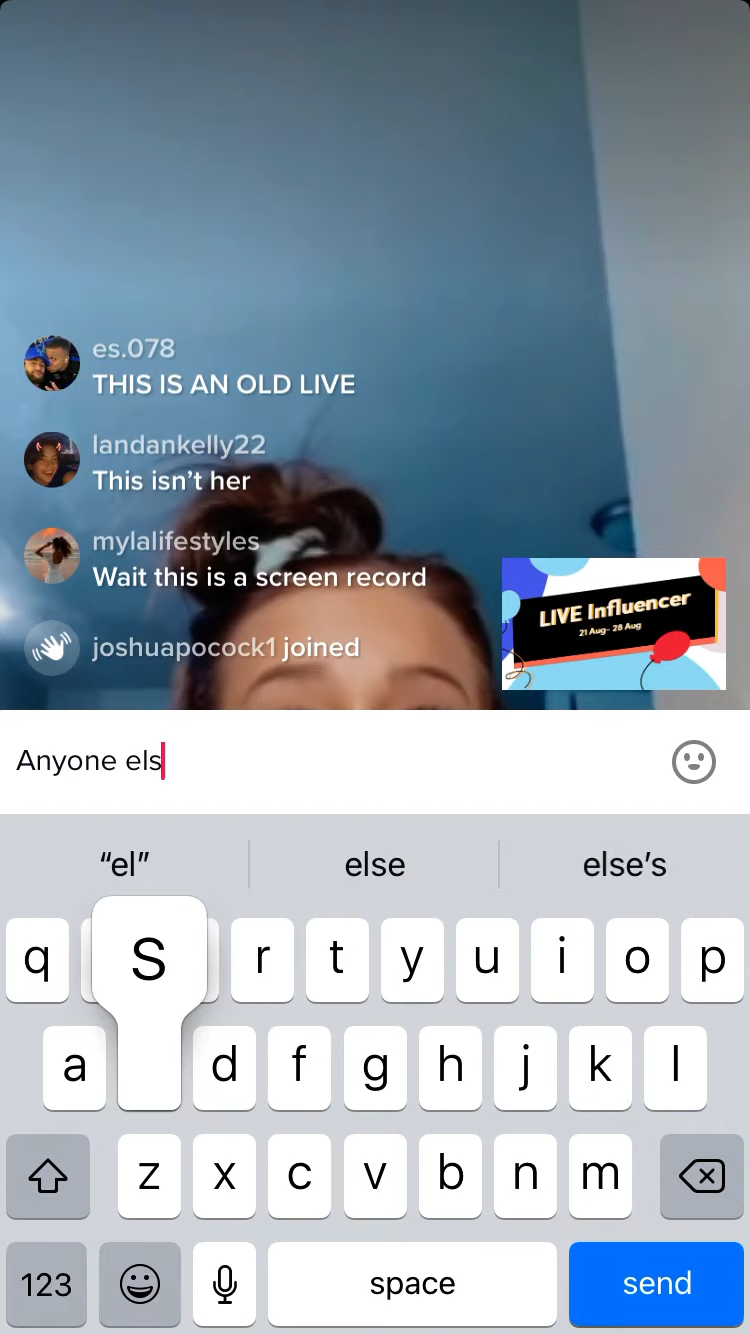 es.078
THIS IS AN OLD LIVE
landankelly22
This isn't her
mylalifestyles
Wait this is a screen record
joshuapocock1 joined
LIVE Influencer
21 Aug- 28 Aug
Anyone els
“el” else else's
q S r t y u i o p
a d f g h j k l
z x c v b n m
123 space send